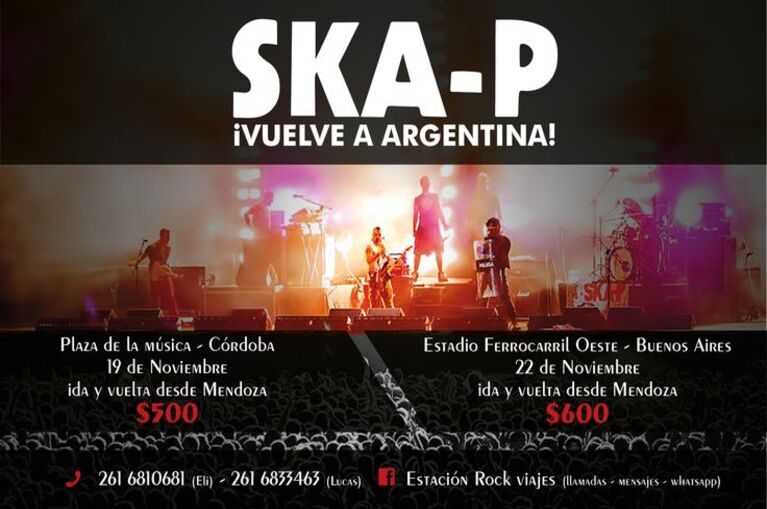 SKA-P
¡VUELVE A ARGENTINA!
POLICIA
SKA-P
Plaza de la música - Córdoba
19 de Noviembre
ida y vuelta desde Mendoza
$500
Estadio Ferrocarril Oeste - Buenos Aires
22 de Noviembre
ida y vuelta desde Mendoza
$600
261 6810681 (Eli) - 261 6833463 (Lucas)
Estación Rock viajes (llamadas - mensajes - whatsapp)